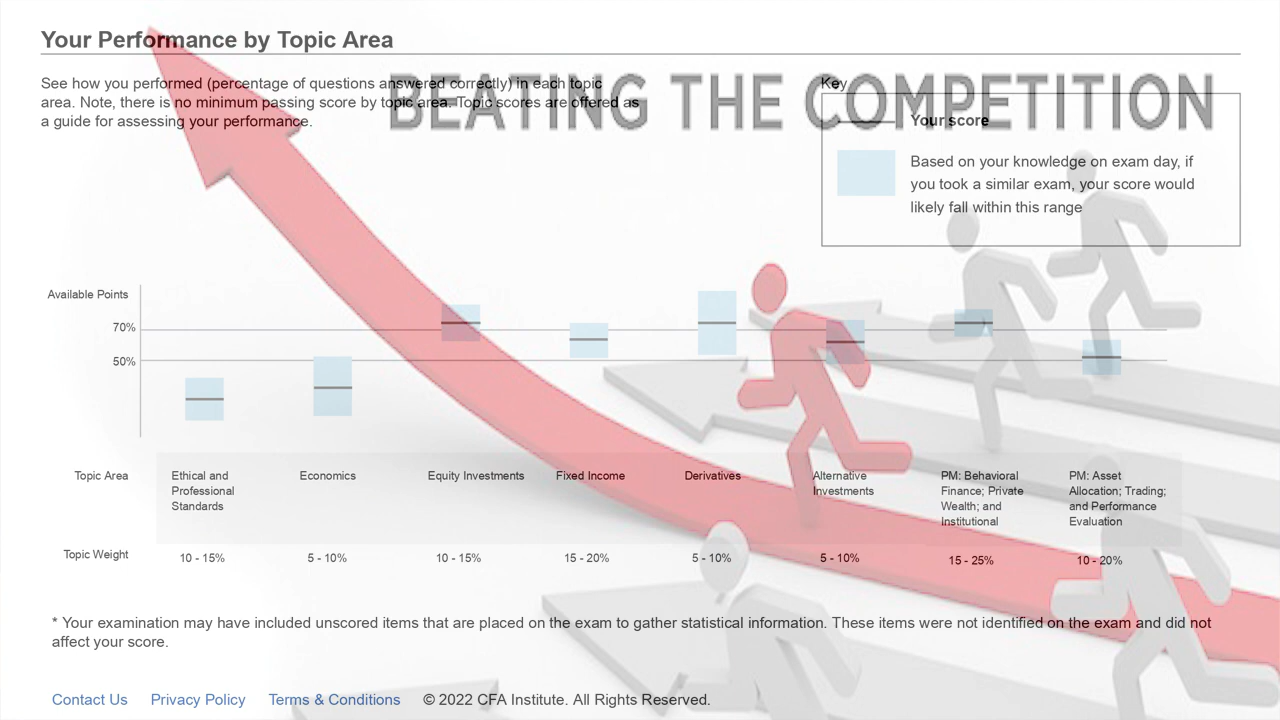 Your Performance by Topic Area
See how you performed (percentage of questions answered correctly) in each topic
area. Note, there is no minimum passing score by topic area. Topic scores are offered as
a guide for assessing your performance.
BEATING THE COMPETITION
Key
Your score
Based on your knowledge on exam day, if
you took a similar exam, your score would
likely fall within this range
Available Points
70%
50%
Topic Area
Ethical and
Professional
Standards
Economics
Equity Investments
Fixed Income
Derivatives
Alternative
Investments
PM: Behavioral
Finance; Private
Wealth; and
Institutional
PM: Asset
Allocation; Trading;
and Performance
Evaluation
Topic Weight
10 - 15%
5 - 10%
10 - 15%
15 - 20%
5 - 10%
5 - 10%
15 - 25%
10 - 20%
* Your examination may have included unscored items that are placed on the exam to gather statistical information. These items were not identified on the exam and did not
affect your score.
Contact Us Privacy Policy Terms & Conditions © 2022 CFA Institute. All Rights Reserved.